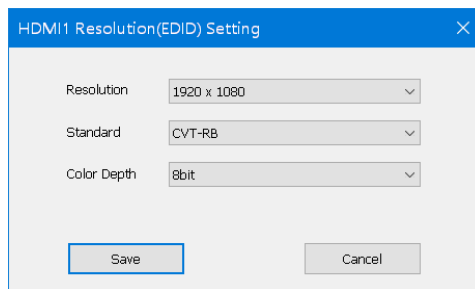 HDMI1 Resolution(EDID) Setting
Resolution 1920 x 1080
Standard CVT-RB
Color Depth 8bit
Save Cancel